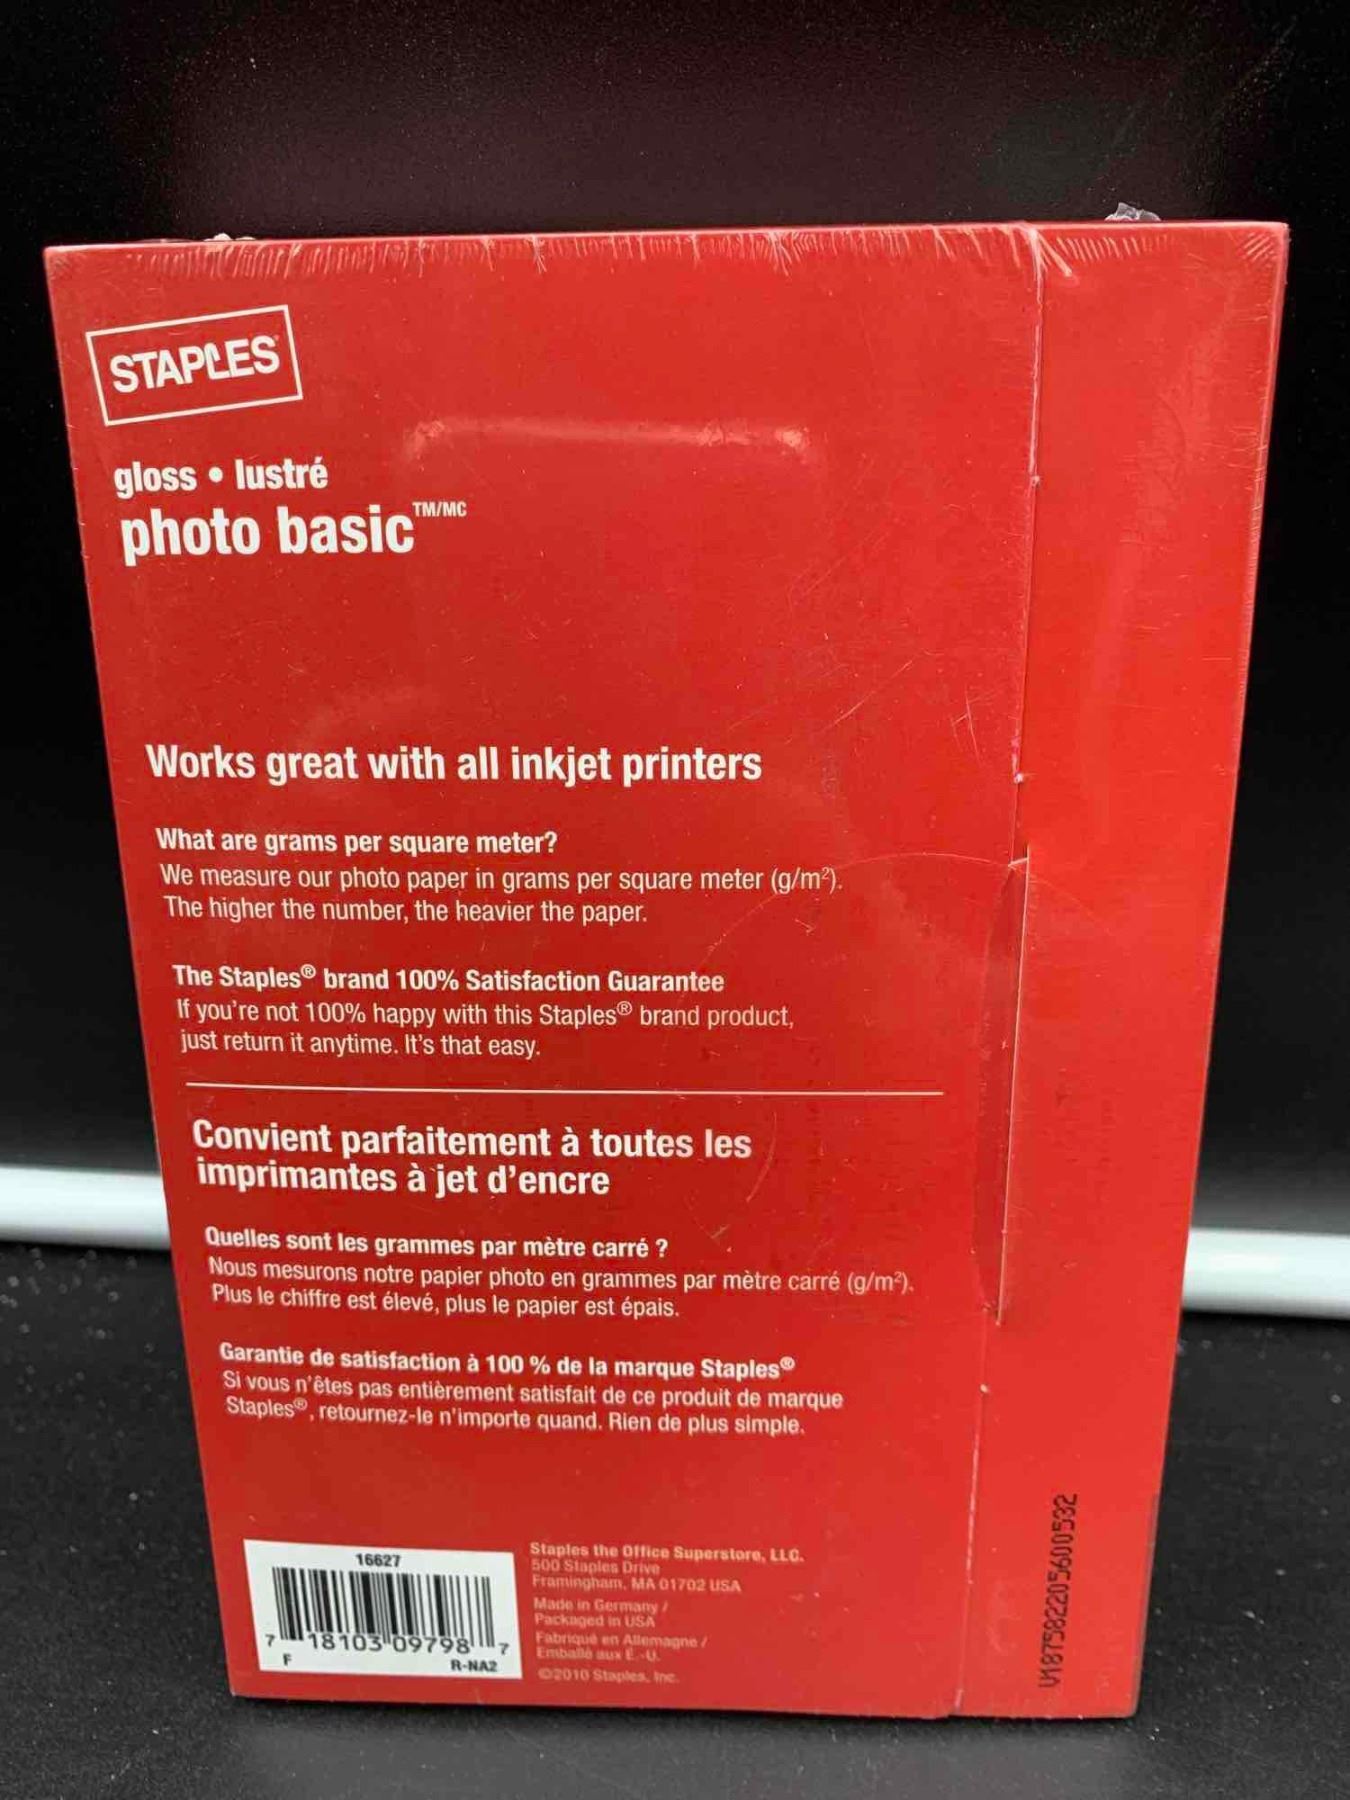 STAPLES
gloss • lustré
photo basic™/MC
Works great with all inkjet printers
What are grams per square meter?
We measure our photo paper in grams per square meter (g/m²).
The higher the number, the heavier the paper.
The Staples® brand 100% Satisfaction Guarantee
If you're not 100% happy with this Staples® brand product,
just return it anytime. It's that easy.
Convient parfaitement à toutes les
imprimantes à jet d'encre
Quelles sont les grammes par mètre carré ?
Nous mesurons notre papier photo en grammes par mètre carré (g/m²).
Plus le chiffre est élevé, plus le papier est épais.
Garantie de satisfaction à 100 % de la marque Staples®
Si vous n'êtes pas entièrement satisfait de ce produit de marque
Staples®, retournez-le n'importe quand. Rien de plus simple.
16627
7 18103 09798 7
F R-NA2
Staples the Office Superstore, LLC.
500 Staples Drive
Framingham, MA 01702 USA
Made in Germany /
Packaged in USA
Fabriqué en Allemagne /
Emballé aux É.-U.
©2010 Staples, Inc.
V187582205600532